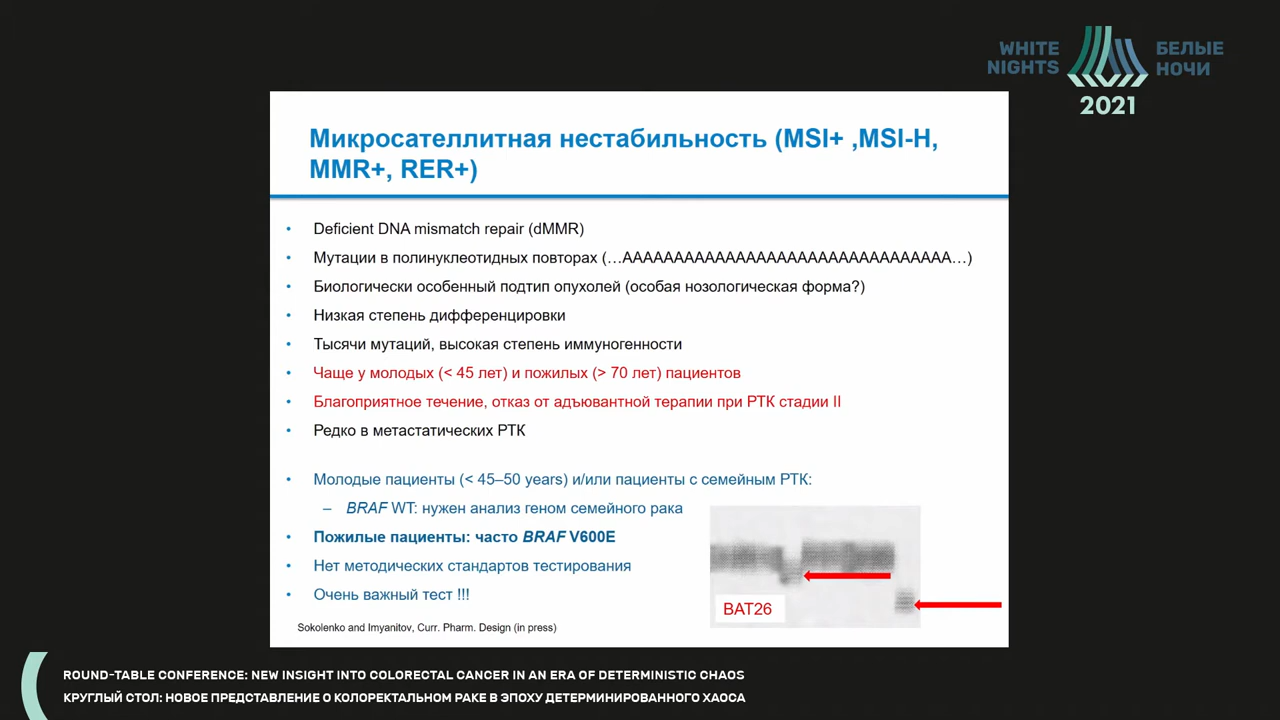 WHITE NIGHTS
БЕЛЫЕ НОЧИ
2021
Микросателлитная нестабильность (MSI+ ,MSI-H,
MMR+, RER+)
• Deficient DNA mismatch repair (dMMR)
• Мутации в полинуклеотидных повторах (…AAAAAAAAAAAAAAAAAAAAAAAAAAAAAAAA…)
• Биологически особенный подтип опухолей (особая нозологическая форма?)
• Низкая степень дифференцировки
• Тысячи мутаций, высокая степень иммуногенности
• Чаще у молодых (< 45 лет) и пожилых (> 70 лет) пациентов
• Благоприятное течение, отказ от адъювантной терапии при РТК стадии II
• Редко в метастатических РТК
• Молодые пациенты (< 45–50 years) и/или пациенты с семейным РТК:
– BRAF WT: нужен анализ геном семейного рака
• Пожилые пациенты: часто BRAF V600E
• Нет методических стандартов тестирования
• Очень важный тест !!!
BAT26
Sokolenko and Imyanitov, Curr. Pharm. Design (in press)
ROUND-TABLE CONFERENCE: NEW INSIGHT INTO COLORECTAL CANCER IN AN ERA OF DETERMINISTIC CHAOS
КРУГЛЫЙ СТОЛ: НОВОЕ ПРЕДСТАВЛЕНИЕ О КОЛОРЕКТАЛЬНОМ РАКЕ В ЭПОХУ ДЕТЕРМИНИРОВАННОГО ХАОСА